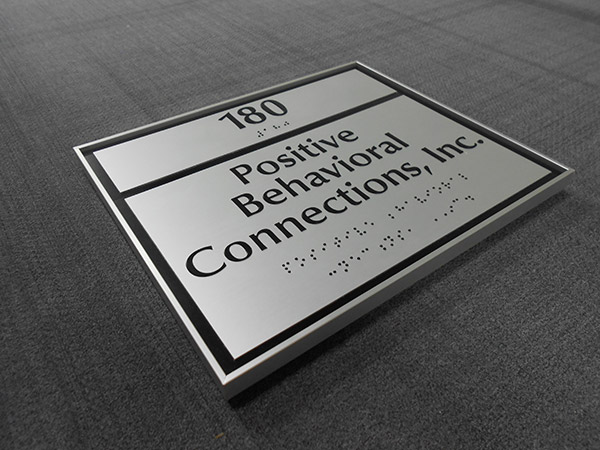 180
Positive
Behavioral
Connections, Inc.